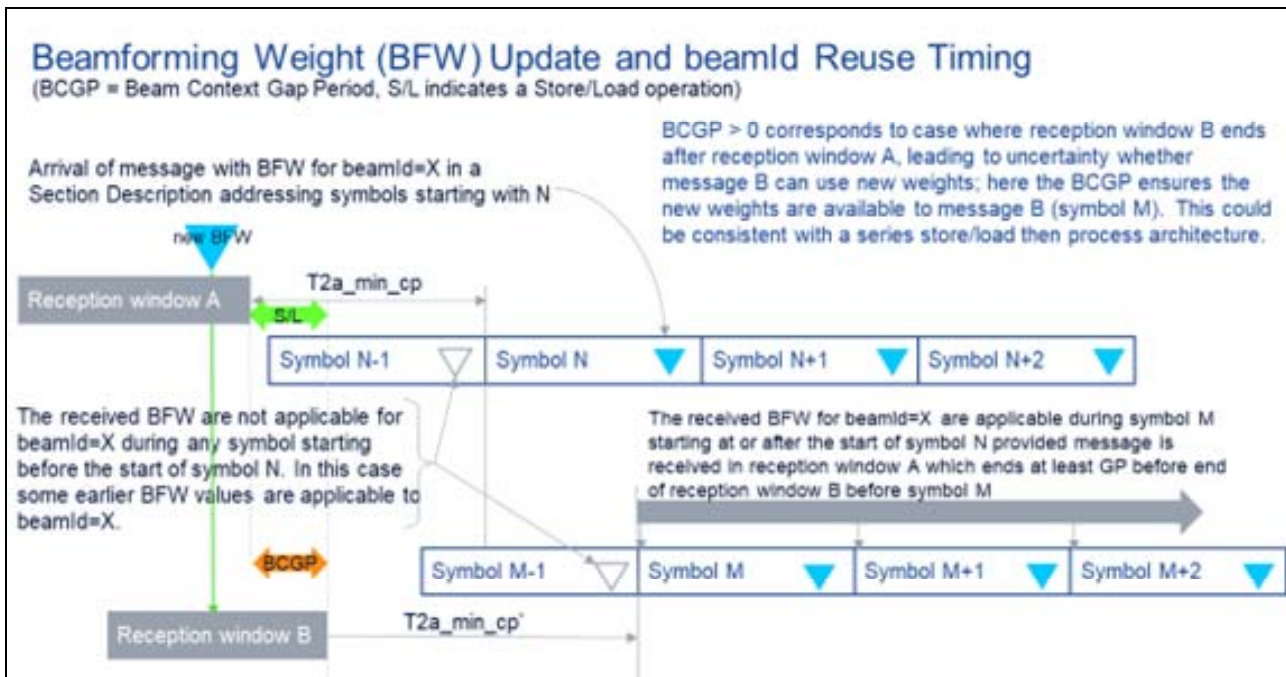 Beamforming Weight (BFW) Update and beamId Reuse Timing
(BCGP = Beam Context Gap Period, S/L indicates a Store/Load operation)
BCGP > 0 corresponds to case where reception window B ends
after reception window A, leading to uncertainty whether
message B can use new weights; here the BCGP ensures the
new weights are available to message B (symbol M). This could
be consistent with a series store/load then process architecture.
Arrival of message with BFW for beamId=X in a
Section Description addressing symbols starting with N
new BFW
Reception window A
T2a_min_cp
S/L
Symbol N-1
Symbol N
Symbol N+1
Symbol N+2
The received BFW are not applicable for
beamId=X during any symbol starting
before the start of symbol N. In this case
some earlier BFW values are applicable to
beamId=X.
The received BFW for beamId=X are applicable during symbol M
starting at or after the start of symbol N provided message is
received in reception window A which ends at least GP before end
of reception window B before symbol M
BCGP
Symbol M-1
Symbol M
Symbol M+1
Symbol M+2
Reception window B
T2a_min_cp'